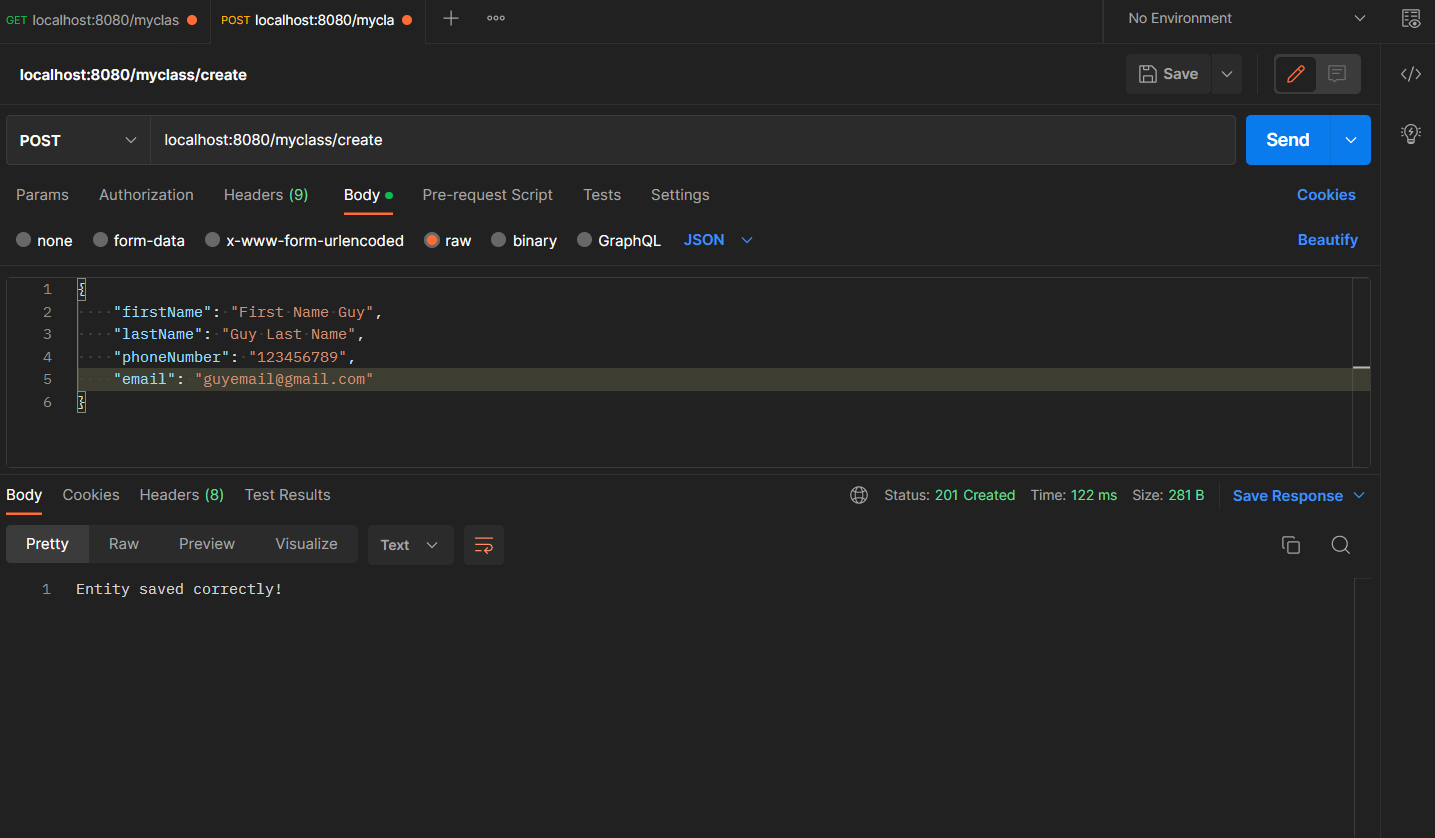 GET localhost:8080/myclas POST localhost:8080/mycla No Environment
localhost:8080/myclass/create Save
POST localhost:8080/myclass/create Send
Params Authorization Headers (9) Body Pre-request Script Tests Settings Cookies
none form-data x-www-form-urlencoded raw binary GraphQL JSON Beautify
1 {
2 "firstName": "First Name Guy",
3 "lastName": "Guy Last Name",
4 "phoneNumber": "123456789",
5 "email": "guyemail@gmail.com"
6 }
Body Cookies Headers (8) Test Results Status: 201 Created Time: 122 ms Size: 281 B Save Response
Pretty Raw Preview Visualize Text
1 Entity saved correctly!